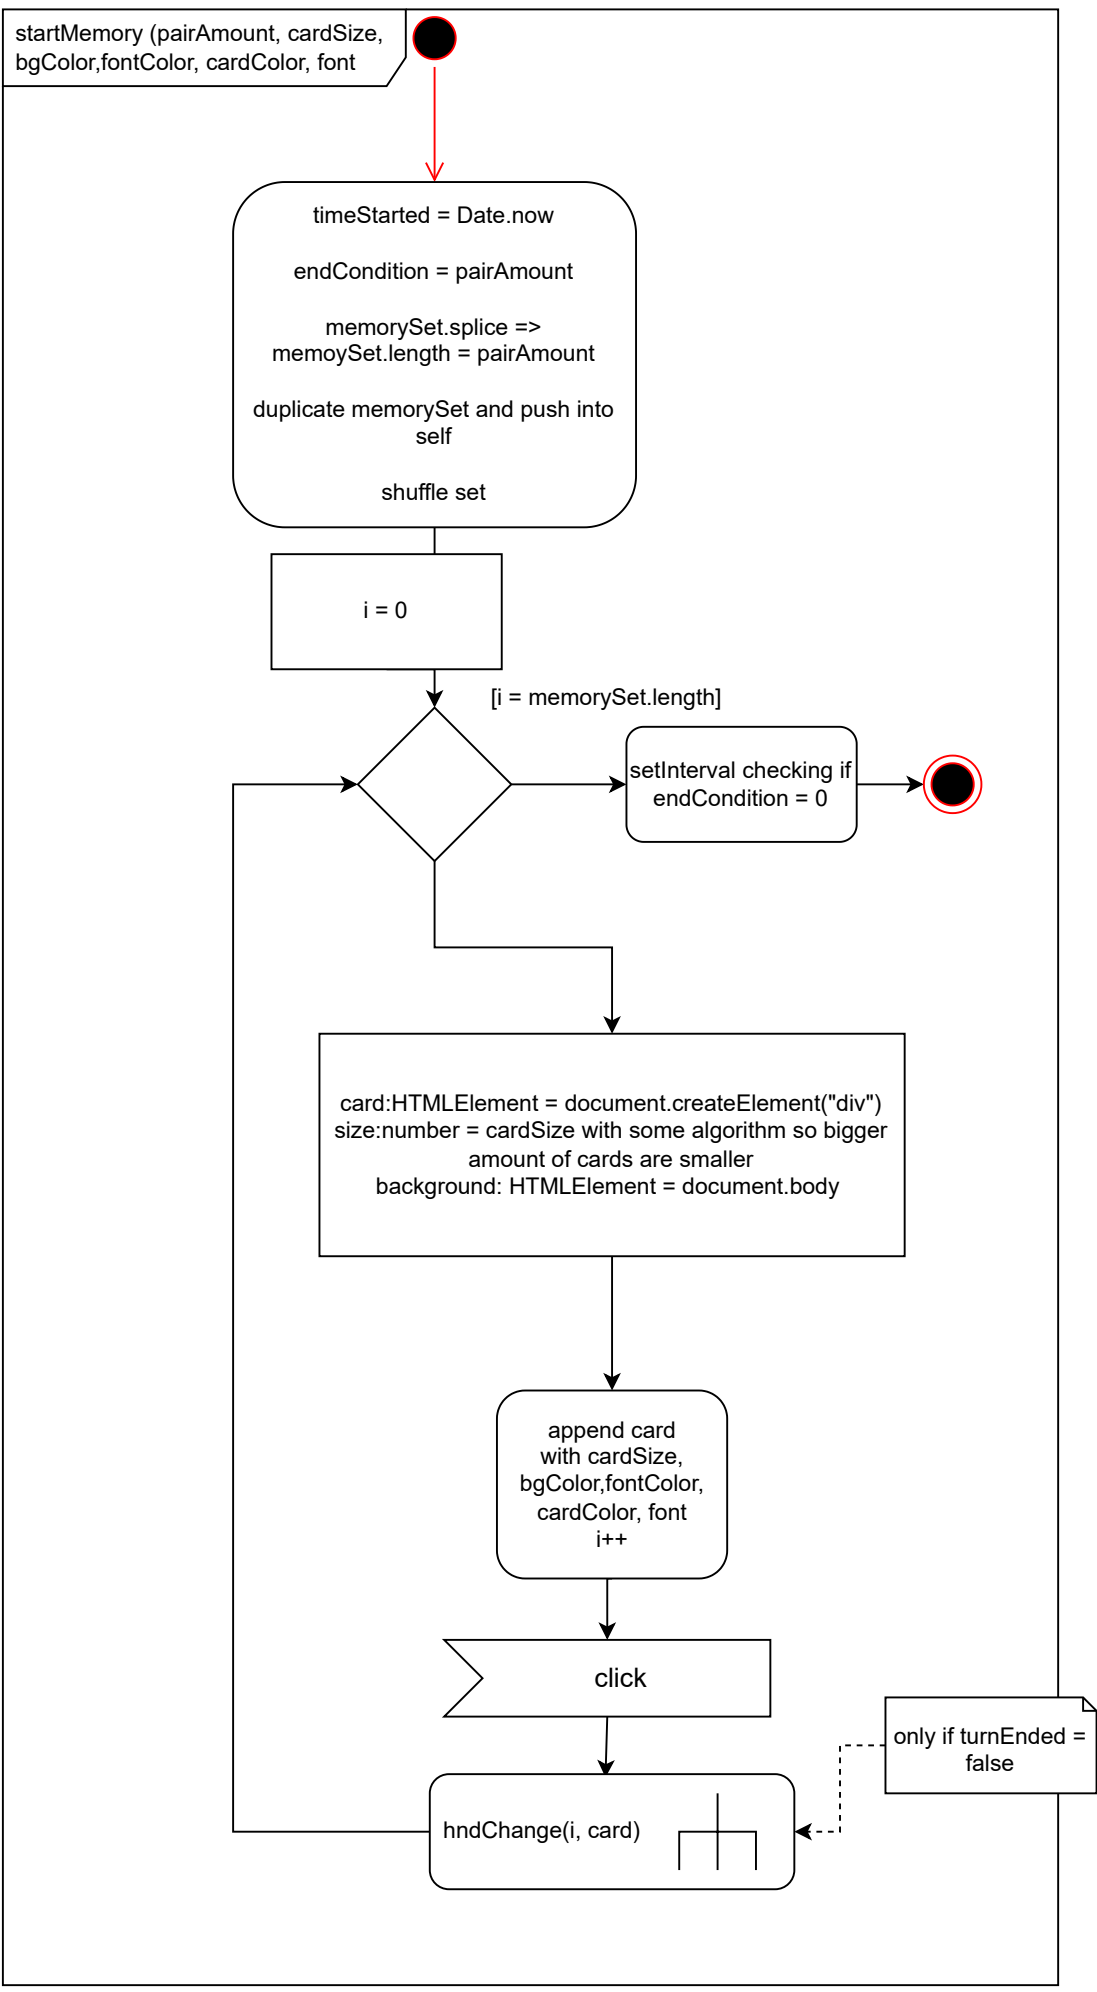 startMemory (pairAmount, cardSize,
bgColor,fontColor, cardColor, font
timeStarted = Date.now
endCondition = pairAmount
memorySet.splice =>
memoySet.length = pairAmount
duplicate memorySet and push into
self
shuffle set
i = 0
[i = memorySet.length]
setInterval checking if
endCondition = 0
card:HTMLElement = document.createElement("div")
size:number = cardSize with some algorithm so bigger
amount of cards are smaller
background: HTMLElement = document.body
append card
with cardSize,
bgColor,fontColor,
cardColor, font
i++
click
only if turnEnded =
false
hndChange(i, card)